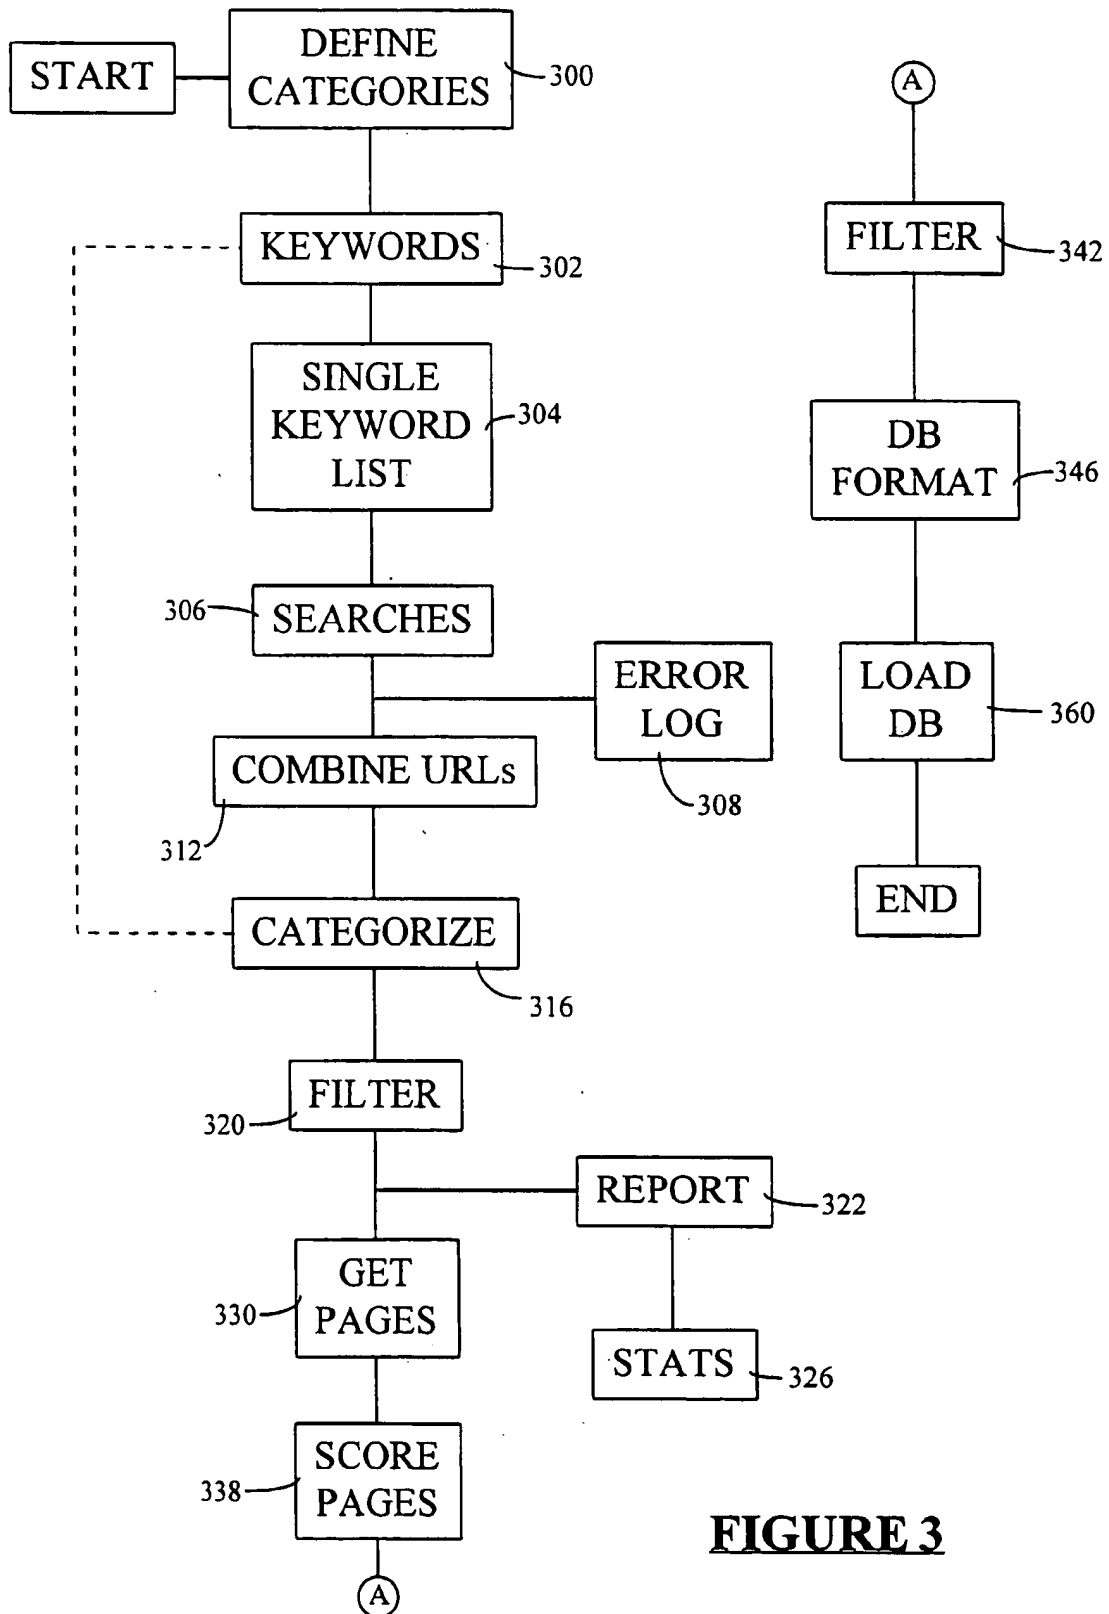 START
DEFINE
CATEGORIES
300
KEYWORDS
302
SINGLE
KEYWORD
LIST
304
306
SEARCHES
ERROR
LOG
308
COMBINE URLs
312
CATEGORIZE
316
FILTER
320
REPORT
322
GET
PAGES
330
STATS
326
SCORE
PAGES
338
A
A
FILTER
342
DB
FORMAT
346
LOAD
DB
360
END
FIGURE 3